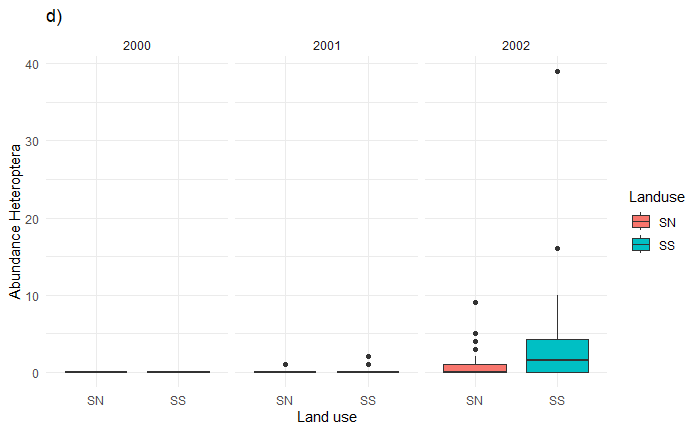 d)
2000 2001 2002
40
30
20
10
0
Abundance Heteroptera
SN SS SN SS SN SS
Land use
Landuse
SN
SS